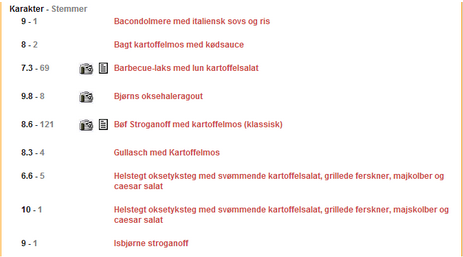 Karakter - Stemmer
9 - 1 Bacondolmere med italiensk sovs og ris
8 - 2 Bagt kartoffelmos med kødsauce
7.3 - 69 Barbecue-laks med lun kartoffelsalat
9.8 - 8 Bjørns oksehaleragout
8.6 - 121 Bøf Stroganoff med kartoffelmos (klassisk)
8.3 - 4 Gullasch med Kartoffelmos
6.6 - 5 Helstegt oksetyksteg med svømmende kartoffelsalat, grillede ferskner, majkolber og
caesar salat
10 - 1 Helstegt oksetyksteg med svømmende kartoffelsalat, grillede ferskner, majskolber og
caesar salat
9 - 1 Isbjørne stroganoff